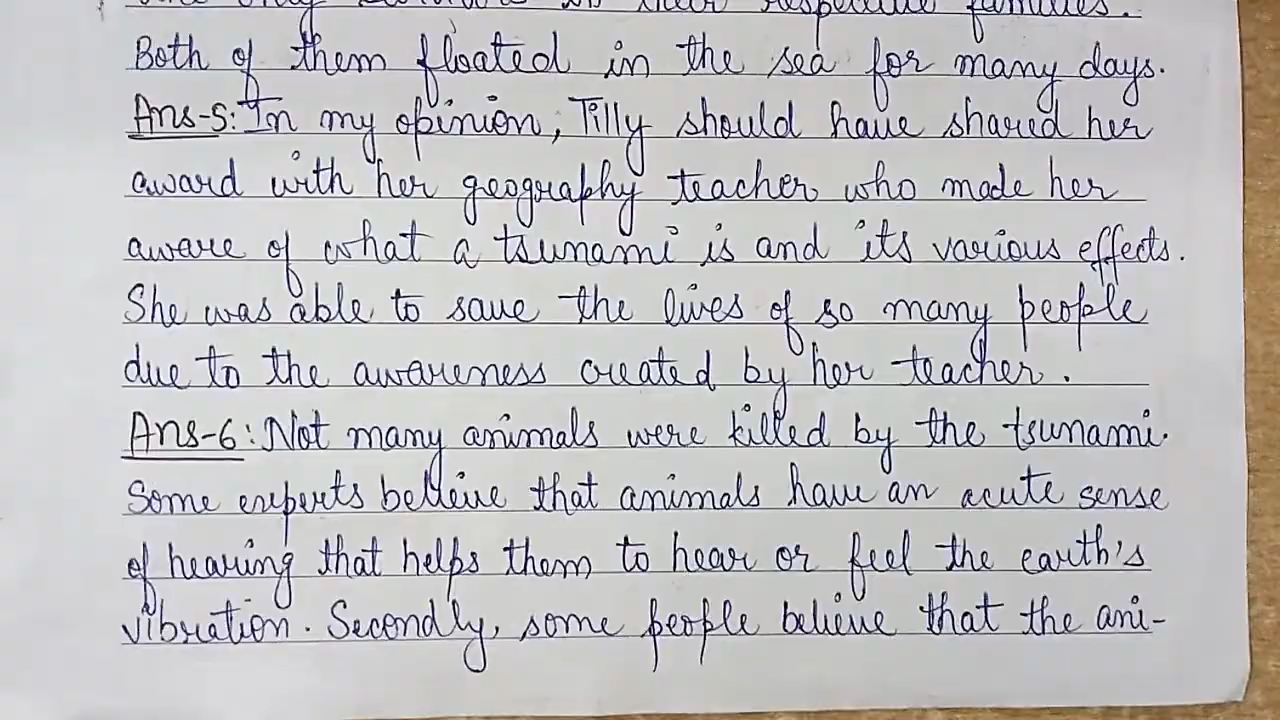 in their respective families.
Both of them floated in the sea for many days.
Ans-5: In my opinion, Tilly should have shared her
award with her geography teacher who made her
aware of what a tsunami is and its various effects.
She was able to save the lives of so many people
due to the awareness created by her teacher.
Ans-6: Not many animals were killed by the tsunami.
Some experts believe that animals have an acute sense
of hearing that helps them to hear or feel the earth's
vibration. Secondly, some people believe that the ani-